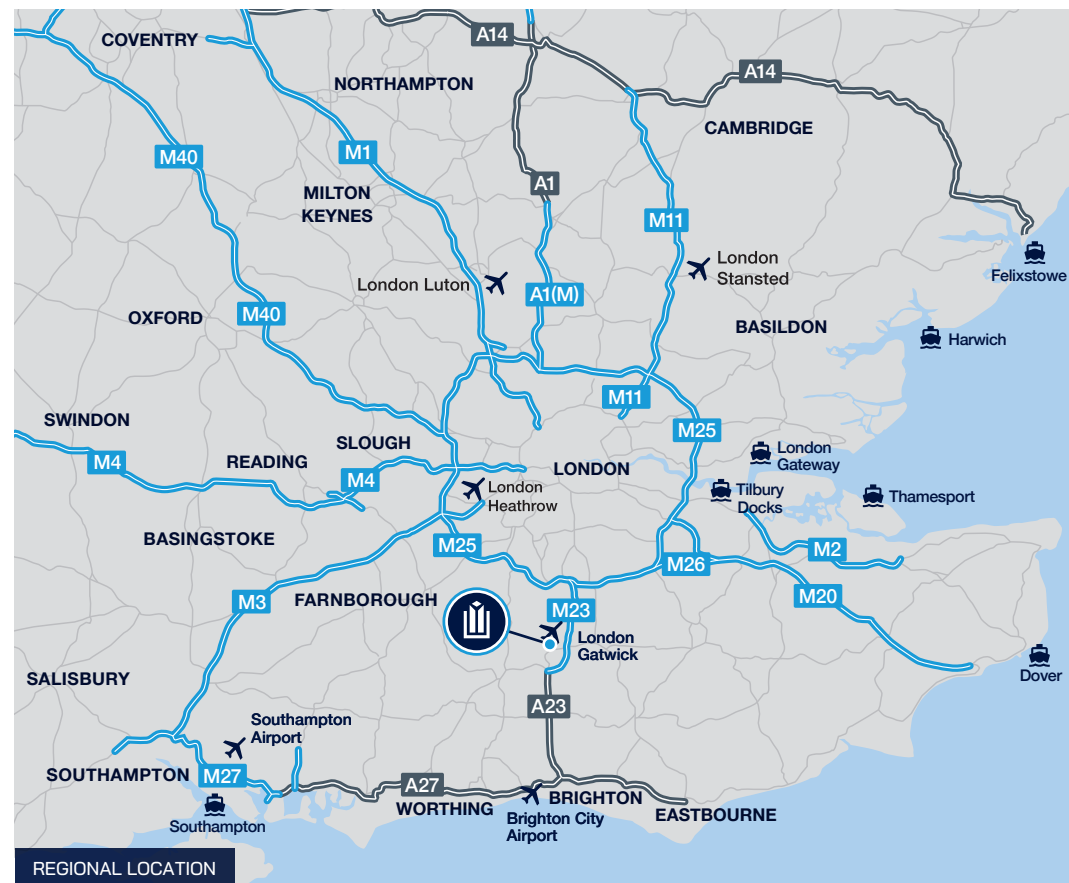 A14
COVENTRY
NORTHAMPTON
A14
CAMBRIDGE
M40
M1
A1
MILTON
KEYNES
M11
London
Stansted
Felixstowe
London Luton
A1(M)
OXFORD
M40
BASILDON
Harwich
M11
SWINDON
M25
SLOUGH
M4
READING
M4
LONDON
London
Gateway
London
Heathrow
Tilbury
Docks
Thamesport
BASINGSTOKE
M25
M2
M26
M3
FARNBOROUGH
M23
M20
London
Gatwick
SALISBURY
Dover
A23
Southampton
Airport
SOUTHAMPTON
M27
A27
WORTHING
BRIGHTON
EASTBOURNE
Brighton City
Airport
Southampton
REGIONAL LOCATION